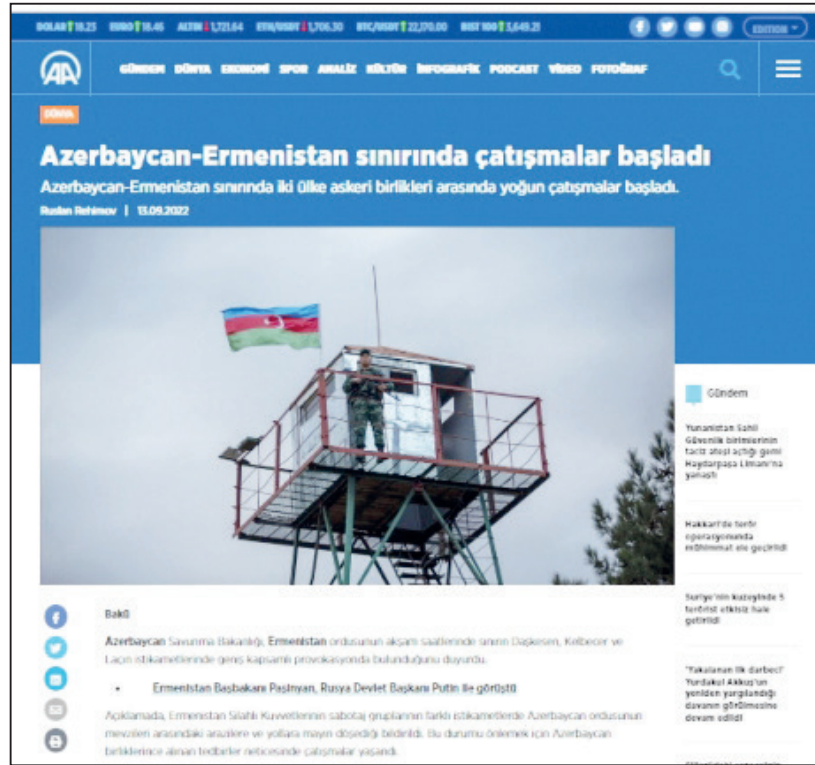 DOLAR 18.23 EURO 18.46 ALTIN 1,721.64 ETH/USDT 1,706.30 BTC/USDT 22,170.00 BIST 100 3,649.21 EDITION
AA GÜNDEM DÜNYA EKONOMİ SPOR ANALİZ KÜLTÜR İNFOGRAFİK PODCAST VİDEO FOTOĞRAF
DÜNYA
Azerbaycan-Ermenistan sınırında çatışmalar başladı
Azerbaycan-Ermenistan sınırında iki ülke askeri birlikleri arasında yoğun çatışmalar başladı.
Ruslan Rehimov | 13.09.2022
Gündem
Yunanistan Sahil
Güvenlik birimlerinin
taciz ateşi açtığı gemi
Haydarpaşa Limanı'na
yanaştı
Hakkari'de terör
operasyonunda
mühimmat ele geçirildi
Suriye'nin kuzeyinde 5
terörist etkisiz hale
getirildi
'Yakalanan ilk darbeci'
Yurdakul Akkuş'un
yeniden yargılandığı
davanın görülmesine
devam edildi
Bakü
Azerbaycan Savunma Bakanlığı, Ermenistan ordusunun akşam saatlerinde sınırın Daşkesen, Kelbecer ve
Laçın istikametlerinde geniş kapsamlı provokasyonda bulunduğunu duyurdu.
• Ermenistan Başbakanı Paşinyan, Rusya Devlet Başkanı Putin ile görüştü
Açıklamada, Ermenistan Silahlı Kuvvetlerinin sabotaj gruplarının farklı istikametlerde Azerbaycan ordusunun
mevzileri arasındaki arazilere ve yollara mayın döşediği bildirildi. Bu durumu önlemek için Azerbaycan
birliklerince alınan tedbirler neticesinde çatışmalar yaşandı.